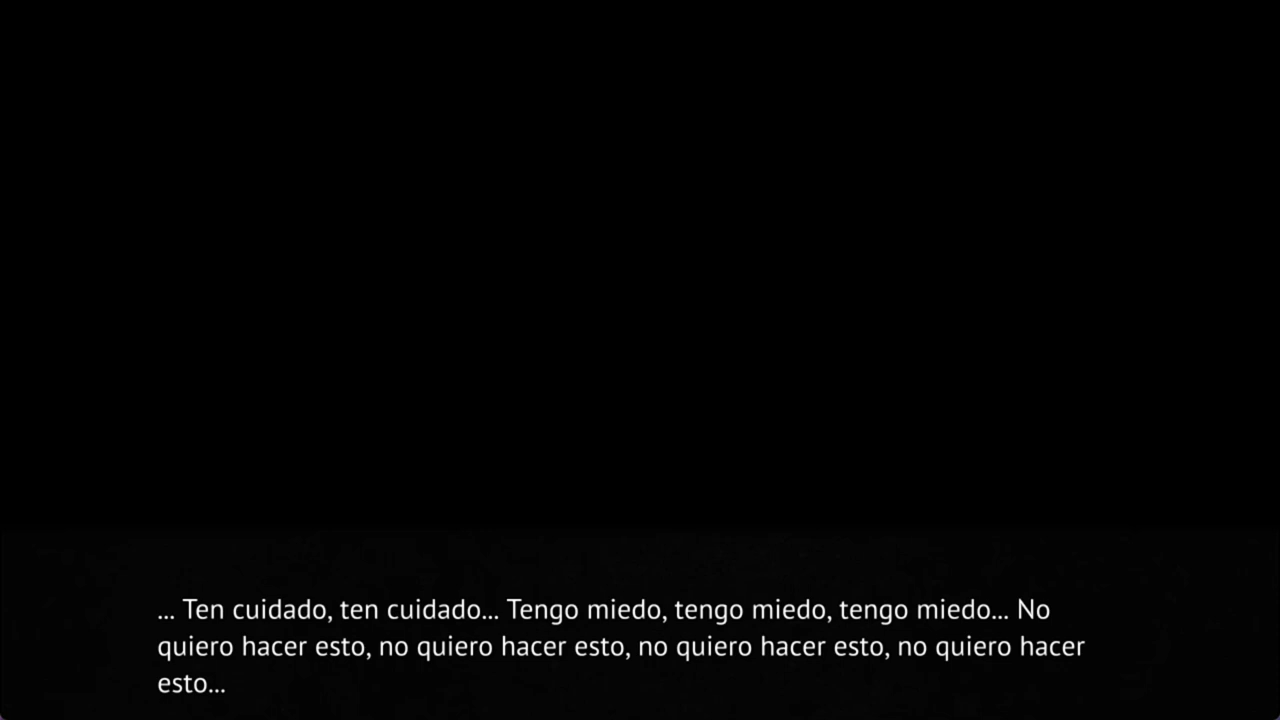 ... Ten cuidado, ten cuidado... Tengo miedo, tengo miedo, tengo miedo... No
quiero hacer esto, no quiero hacer esto, no quiero hacer esto, no quiero hacer
esto...